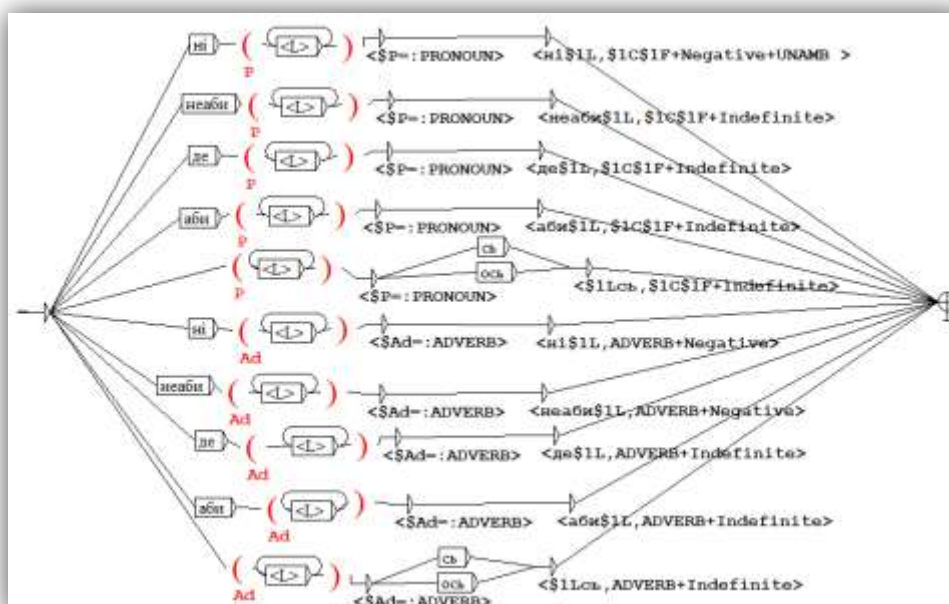 ні ( <L> ) <$P=:PRONOUN> <ні$1L,$1C$1F+Negative+UNAMB >
P
неаби ( <L> ) <$P=:PRONOUN> <неаби$1L,$1C$1F+Indefinite>
P
де ( <L> ) <$P=:PRONOUN> <де$1L,$1C$1F+Indefinite>
P
аби ( <L> ) <$P=:PRONOUN> <аби$1L,$1C$1F+Indefinite>
P
сь
( <L> ) ось
P <$P=:PRONOUN> <$1Lсь,$1C$1F+Indefinite>
ні ( <L> ) <$Ad=:ADVERB> <ні$1L,ADVERB+Negative>
Ad
неаби ( <L> ) <$Ad=:ADVERB> <неаби$1L,ADVERB+Negative>
Ad
де ( <L> ) <$Ad=:ADVERB> <де$1L,ADVERB+Indefinite>
Ad
аби ( <L> ) <$Ad=:ADVERB> <аби$1L,ADVERB+Indefinite>
Ad
сь
( <L> ) ось <$1Lсь,ADVERB+Indefinite>
Ad <$Ad=:ADVERB>